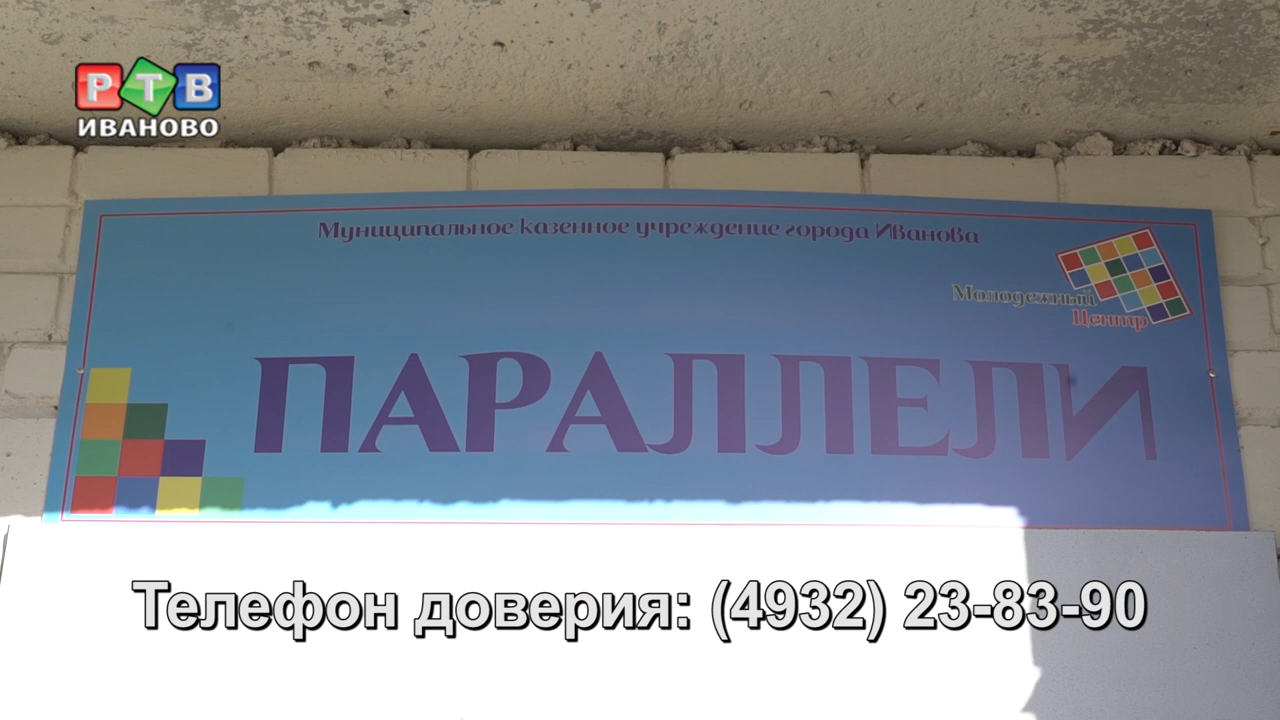 РТВ
ИВАНОВО
Муниципальное казенное учреждение города Иванова
Молодежный
Центр
ПАРАЛЛЕЛИ
Телефон доверия: (4932) 23-83-90